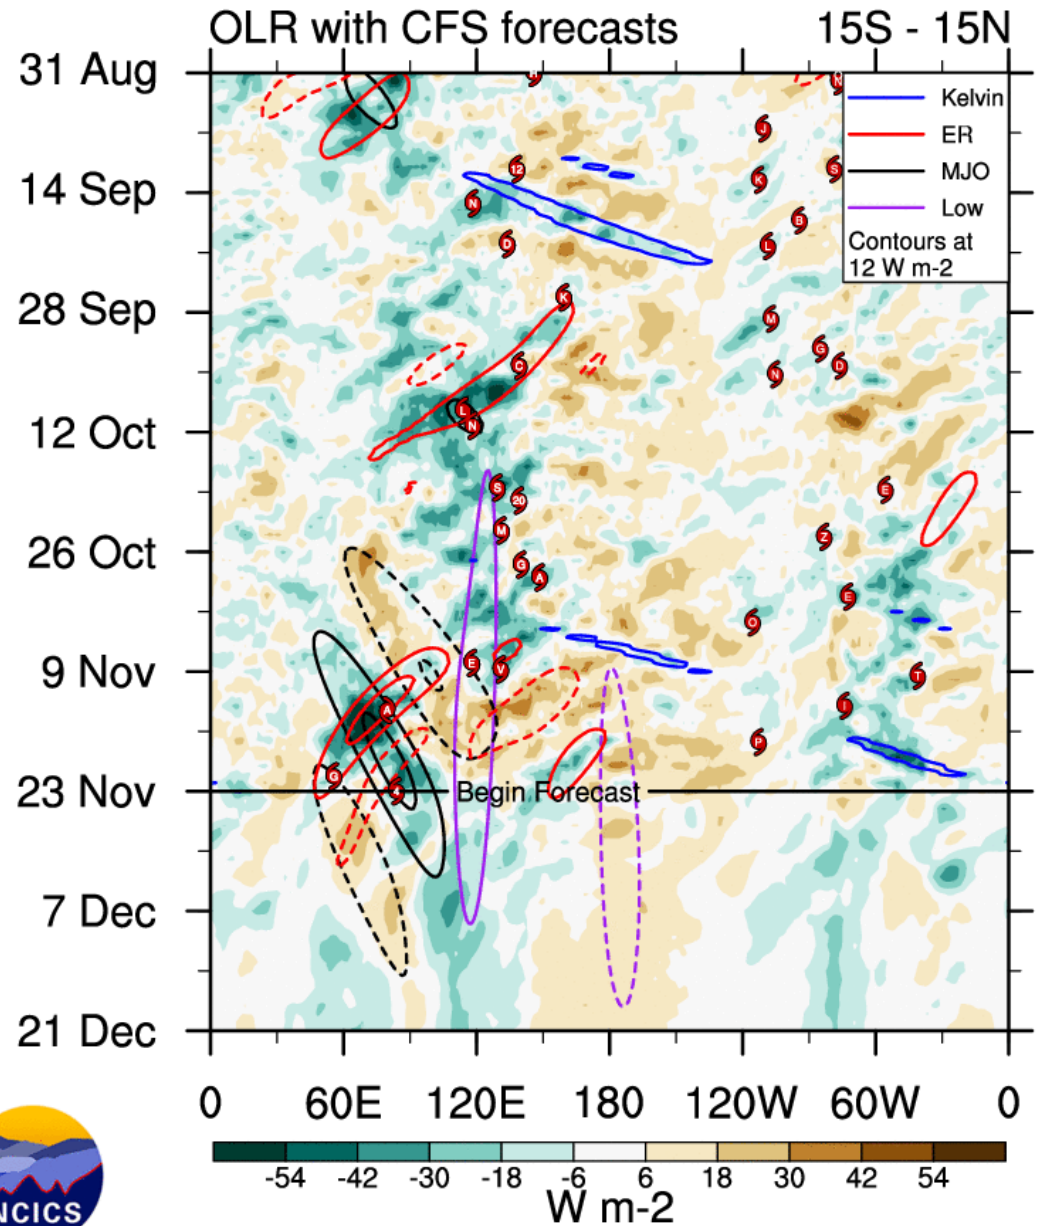 OLR with CFS forecasts 15S - 15N
31 Aug
14 Sep
28 Sep
12 Oct
26 Oct
9 Nov
23 Nov
7 Dec
21 Dec
Kelvin
ER
MJO
Low
Contours at
12 W m-2
J
12
K
S
N
B
D
L
K
M
G
C
D
N
L
N
S
E
20
M
Z
G
A
E
O
E
V
T
A
I
P
G
Begin Forecast
0 60E 120E 180 120W 60W 0
-54 -42 -30 -18 -6 6 18 30 42 54
W m-2
NCICS